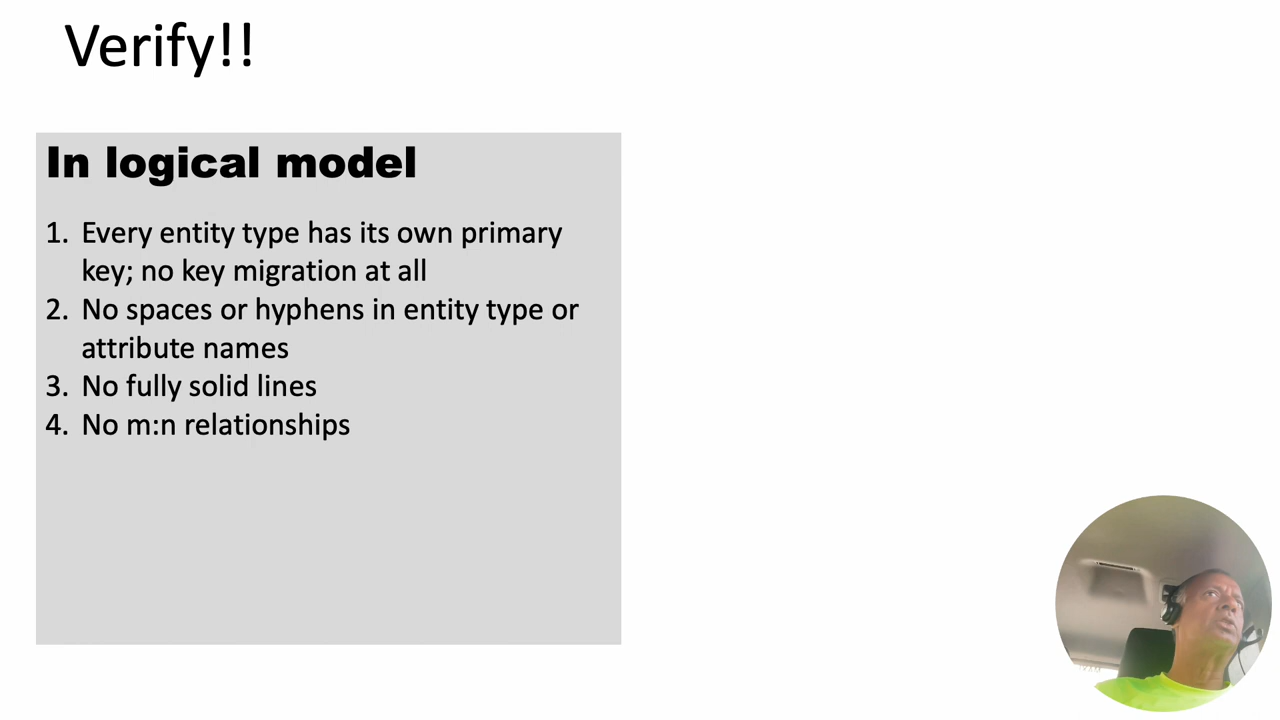 Verify!!
In logical model
1. Every entity type has its own primary
key; no key migration at all
2. No spaces or hyphens in entity type or
attribute names
3. No fully solid lines
4. No m:n relationships